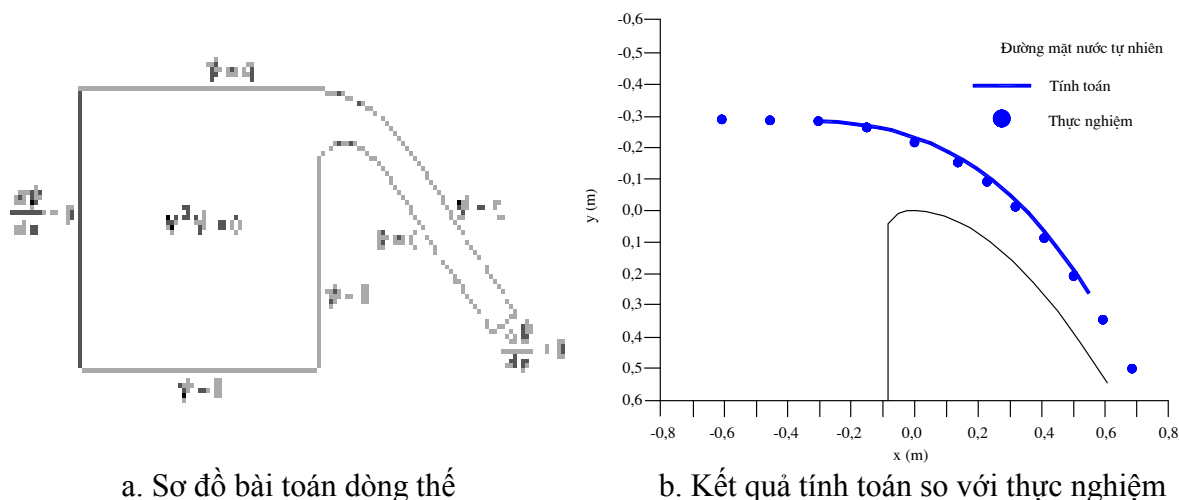 -0,6
-0,5
-0,4
-0,3
-0,2
-0,1
0,0
0,1
0,2
0,3
0,4
0,5
0,6
y (m)
Đường mặt nước tự nhiên
Tính toán
Thực nghiệm
-0,8 -0,6 -0,4 -0,2 0,0 0,2 0,4 0,6 0,8
x (m)
a. Sơ đồ bài toán dòng thế
b. Kết quả tính toán so với thực nghiệm